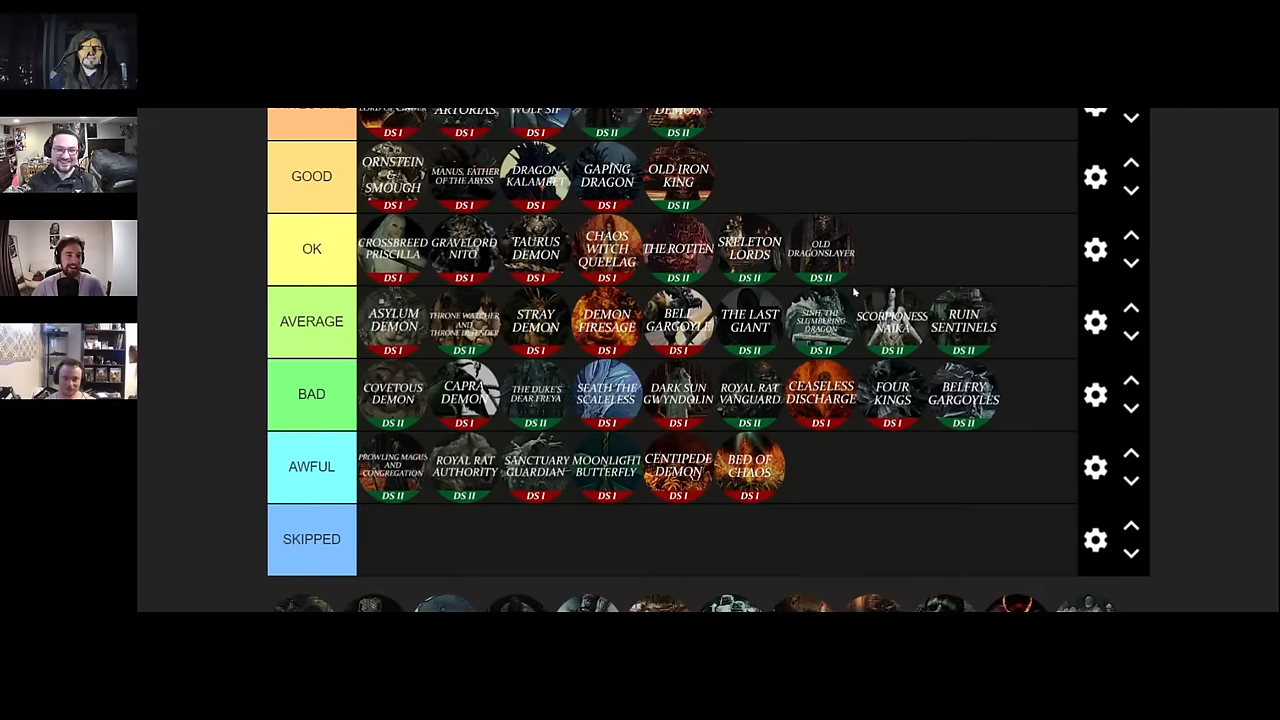 ARTORIAS
WOLF SIF
DEMON
DS I
DS I
DS I
DS II
DS II
GOOD
ORNSTEIN
&
SMOUGH
DS I
MANUS, FATHER
OF THE ABYSS
DS I
DRAGON
KALAMEET
DS I
GAPING
DRAGON
DS I
OLD IRON
KING
DS II
OK
CROSSBREED
PRISCILLA
DS I
GRAVELORD
NITO
DS I
TAURUS
DEMON
DS I
CHAOS
WITCH
QUEELAG
DS I
THE ROTTEN
DS II
SKELETON
LORDS
DS II
OLD
DRAGONSLAYER
DS II
AVERAGE
ASYLUM
DEMON
DS I
THRONE WATCHER
AND
THRONE DEFENDER
DS II
STRAY
DEMON
DS I
DEMON
FIRESAGE
DS I
BELL
GARGOYLE
DS I
THE LAST
GIANT
DS II
SINH, THE
SLUMBERING
DRAGON
DS II
SCORPIONESS
NAJKA
DS II
RUIN
SENTINELS
DS II
BAD
COVETOUS
DEMON
DS II
CAPRA
DEMON
DS I
THE DUKE'S
DEAR FREYA
DS II
SEATH THE
SCALELESS
DS I
DARK SUN
GWYNDOLIN
DS I
ROYAL RAT
VANGUARD
DS II
CEASELESS
DISCHARGE
DS I
FOUR
KINGS
DS I
BELFRY
GARGOYLES
DS II
AWFUL
PROWLING MAGUS
AND
CONGREGATION
DS II
ROYAL RAT
AUTHORITY
DS II
SANCTUARY
GUARDIAN
DS I
MOONLIGHT
BUTTERFLY
DS I
CENTIPEDE
DEMON
DS I
BED OF
CHAOS
DS I
SKIPPED